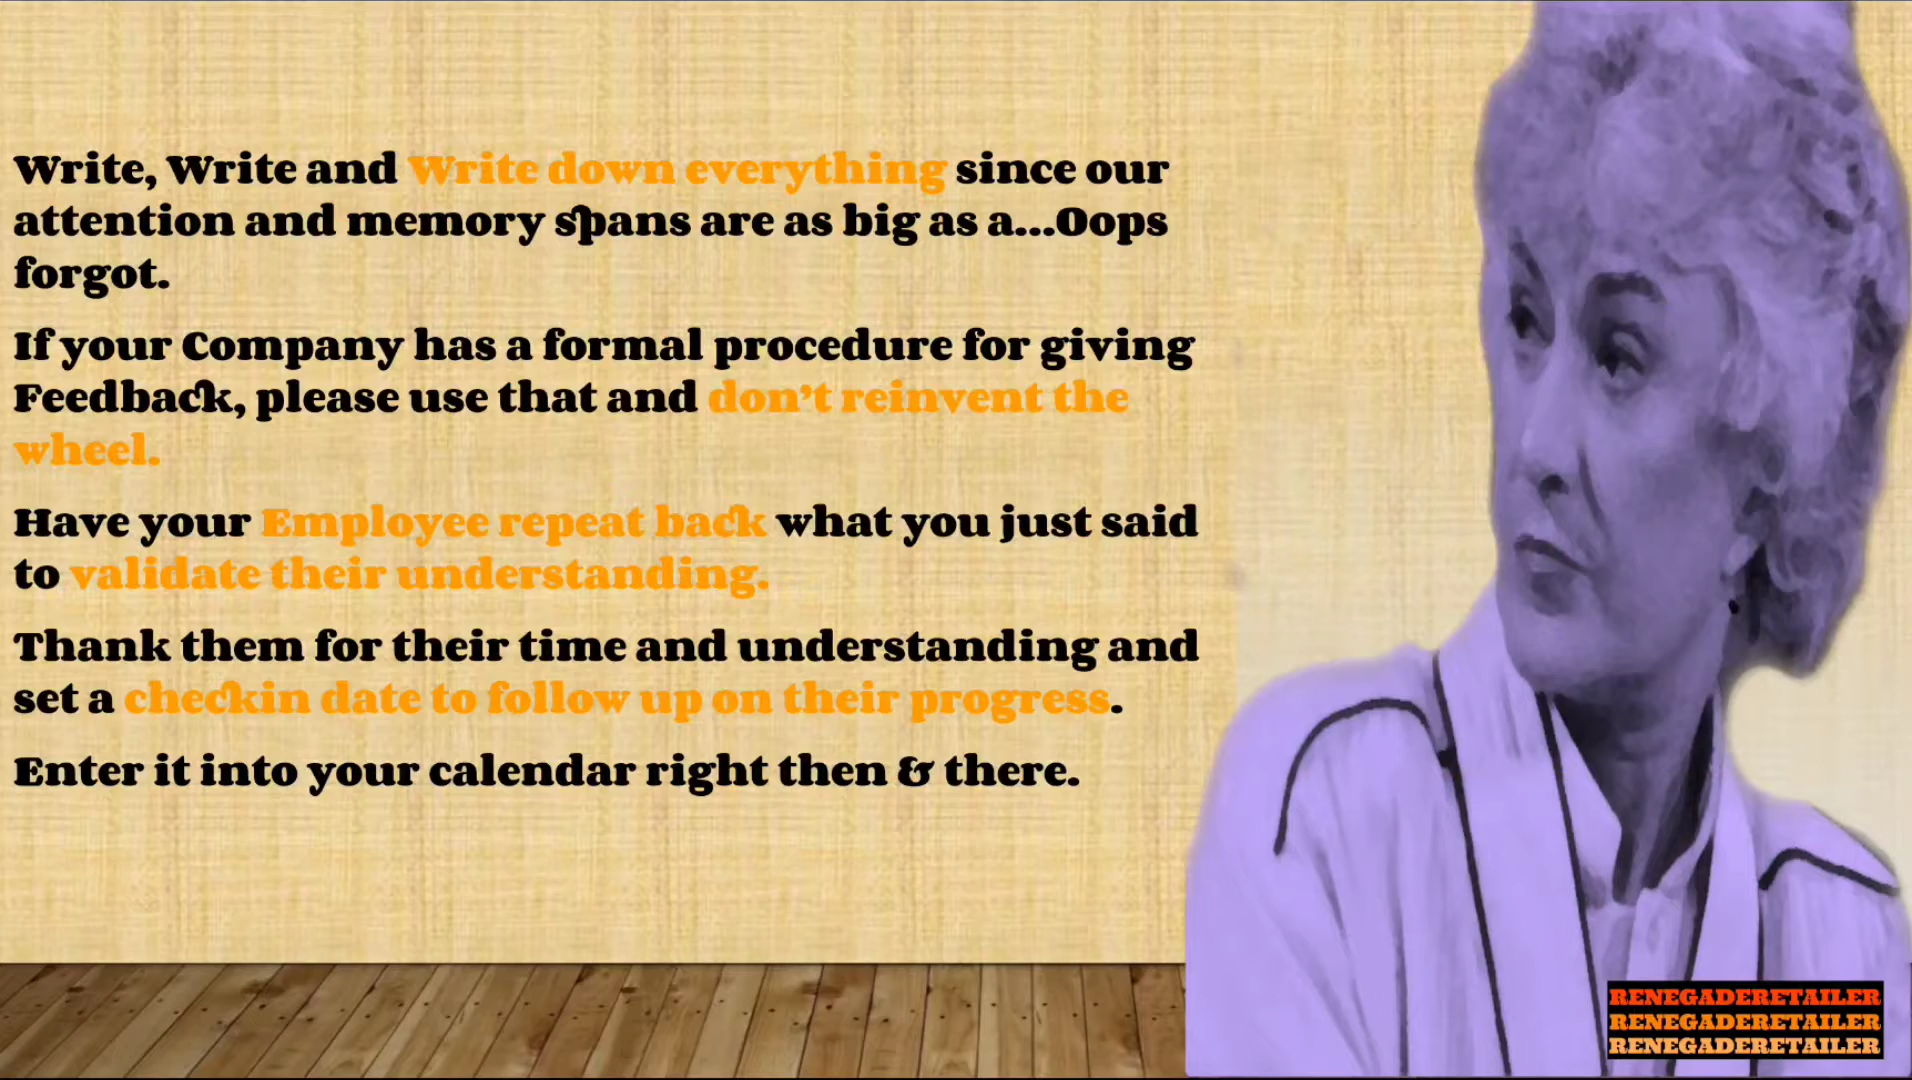 Write, Write and Write down everything since our
attention and memory spans are as big as a...Oops
forgot.
If your Company has a formal procedure for giving
Feedback, please use that and don't reinvent the
wheel.
Have your Employee repeat back what you just said
to validate their understanding.
Thank them for their time and understanding and
set a checkin date to follow up on their progress.
Enter it into your calendar right then & there.
RENEGADERETAILER
RENEGADERETAILER
RENEGADERETAILER